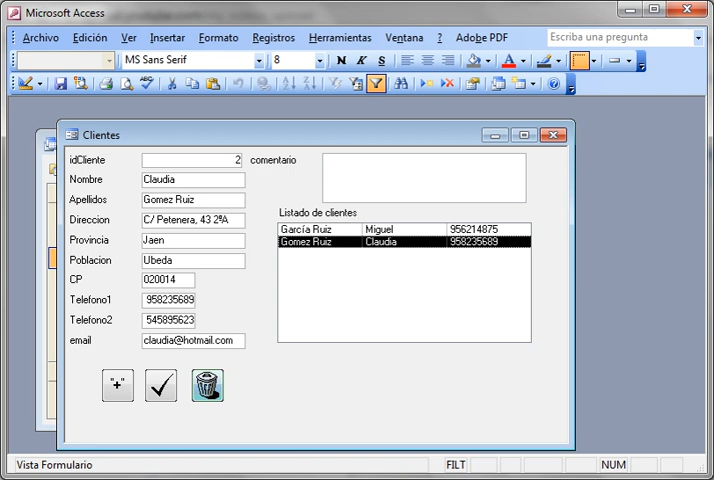 Microsoft Access
Archivo Edición Ver Insertar Formato Registros Herramientas Ventana ? Adobe PDF Escriba una pregunta
MS Sans Serif 8 N K S
Clientes
idCliente 2 comentario
Nombre Claudia
Apellidos Gomez Ruiz
Listado de clientes
Direccion C/ Petenera, 43 2ºA
García Ruiz Miguel 956214875
Provincia Jaen
Gomez Ruiz Claudia 958235689
Poblacion Ubeda
CP 020014
Telefono1 958235689
Telefono2 545895623
email claudia@hotmail.com
"+"
Vista Formulario FILT NUM